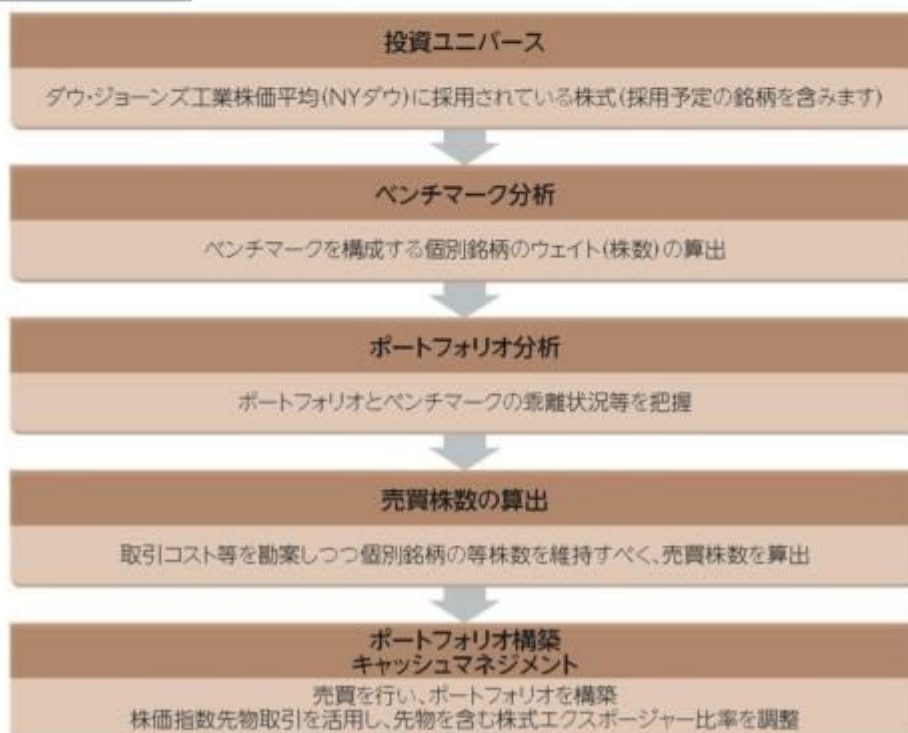 投資ユニバース
ダウ・ジョーンズ工業株価平均(NYダウ)に採用されている株式(採用予定の銘柄を含みます)
ベンチマーク分析
ベンチマークを構成する個別銘柄のウェイト(株数)の算出
ポートフォリオ分析
ポートフォリオとベンチマークの乖離状況等を把握
売買株数の算出
取引コスト等を勘案しつつ個別銘柄の等株数を維持すべく、売買株数を算出
ポートフォリオ構築
キャッシュマネジメント
売買を行い、ポートフォリオを構築
株価指数先物取引を活用し、先物を含む株式エクスポージャー比率を調整